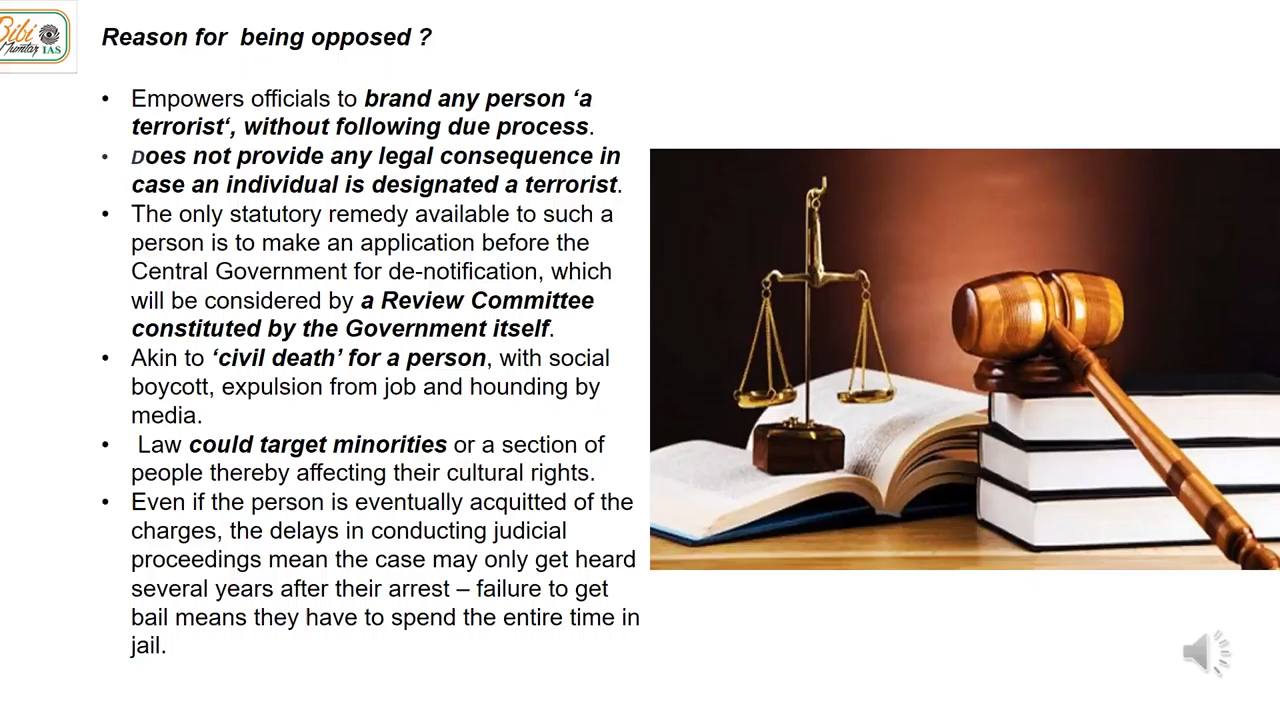 Bibi
Mumtaz IAS
Reason for being opposed ?
• Empowers officials to brand any person ‘a
terrorist‘, without following due process.
• Does not provide any legal consequence in
case an individual is designated a terrorist.
• The only statutory remedy available to such a
person is to make an application before the
Central Government for de-notification, which
will be considered by a Review Committee
constituted by the Government itself.
• Akin to ‘civil death’ for a person, with social
boycott, expulsion from job and hounding by
media.
• Law could target minorities or a section of
people thereby affecting their cultural rights.
• Even if the person is eventually acquitted of the
charges, the delays in conducting judicial
proceedings mean the case may only get heard
several years after their arrest – failure to get
bail means they have to spend the entire time in
jail.